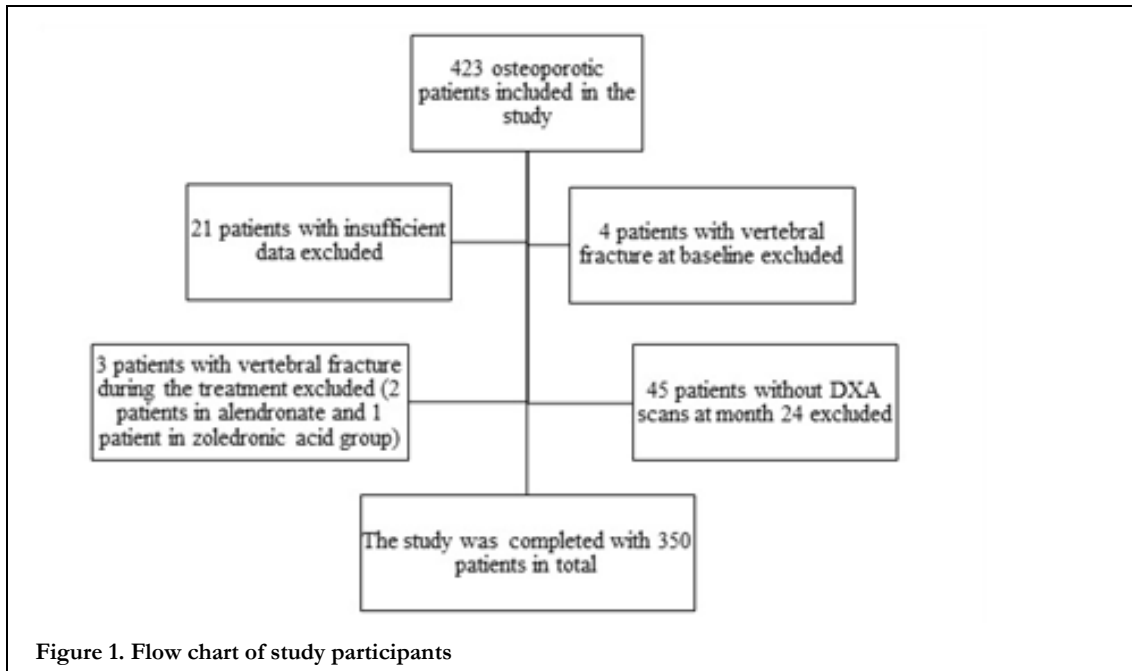 423 osteoporotic
patients included in the
study
21 patients with insufficient
data excluded
4 patients with vertebral
fracture at baseline excluded
3 patients with vertebral fracture
during the treatment excluded (2
patients in alendronate and 1
patient in zoledronic acid group)
45 patients without DXA
scans at month 24 excluded
The study was completed with 350
patients in total
Figure 1. Flow chart of study participants